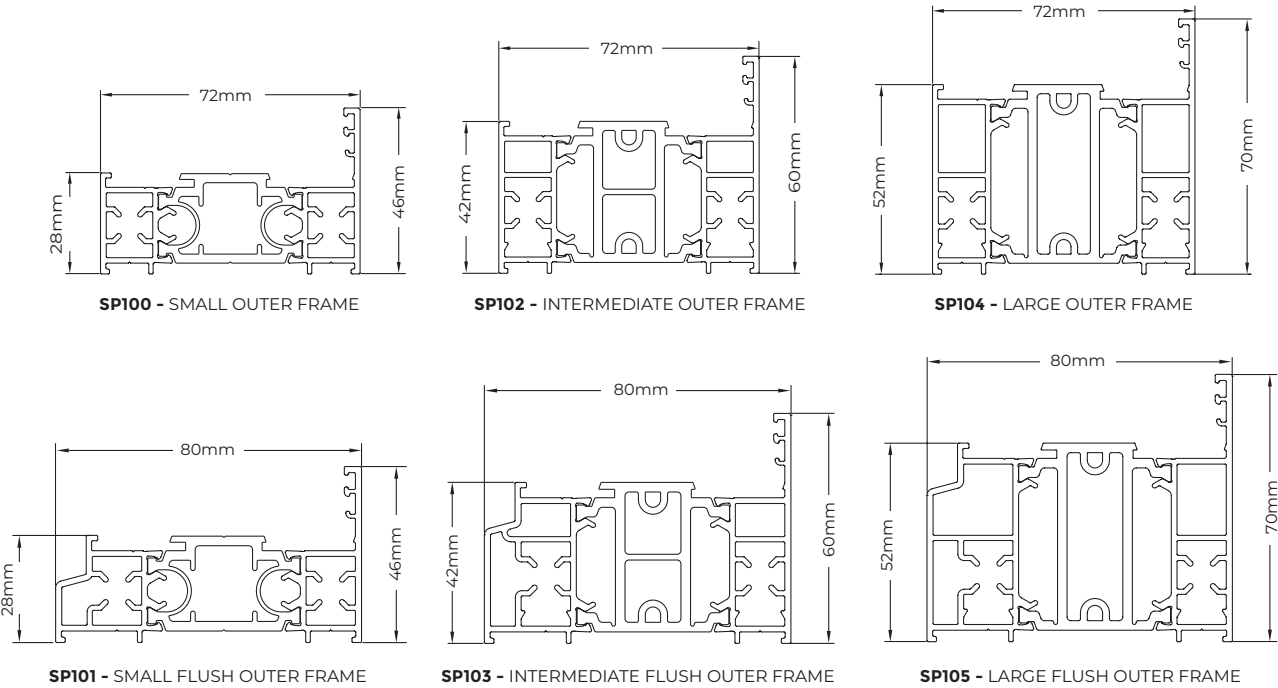 72mm
28mm
46mm
SP100 - SMALL OUTER FRAME
72mm
42mm
60mm
SP102 - INTERMEDIATE OUTER FRAME
72mm
52mm
70mm
SP104 - LARGE OUTER FRAME
80mm
28mm
46mm
SP101 - SMALL FLUSH OUTER FRAME
80mm
42mm
60mm
SP103 - INTERMEDIATE FLUSH OUTER FRAME
80mm
52mm
70mm
SP105 - LARGE FLUSH OUTER FRAME